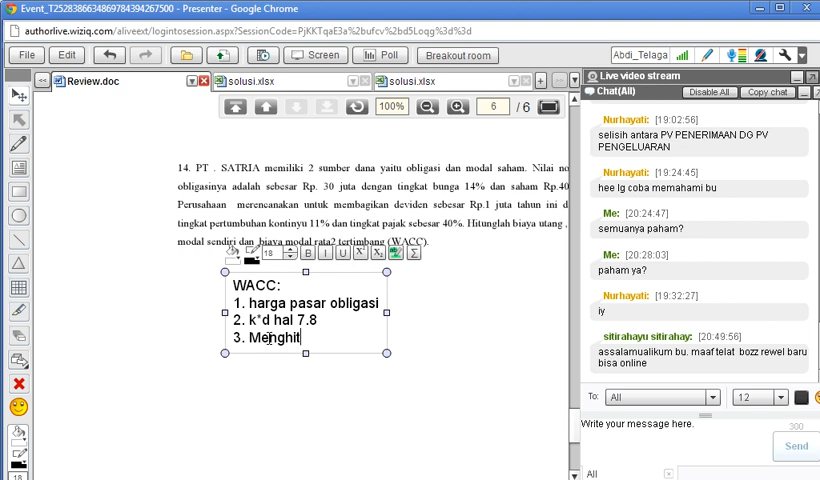 Event_T2528386634869784394267500 - Presenter - Google Chrome
authorlive.wiziq.com/aliveext/logintosession.aspx?SessionCode=PjKKTqaE3a%2bufcv%2bd5Loqg%3d%3d
File Edit Screen Poll Breakout room Abdi_Telaga
<< Review.doc solusi.xlsx solusi.xlsx + >>
100% 6 / 6
14. PT . SATRIA memiliki 2 sumber dana yaitu obligasi dan modal saham. Nilai no
obligasinya adalah sebesar Rp. 30 juta dengan tingkat bunga 14% dan saham Rp.40
Perusahaan merencanakan untuk membagikan deviden sebesar Rp.1 juta tahun ini d
tingkat pertumbuhan kontinyu 11% dan tingkat pajak sebesar 40%. Hitunglah biaya utang ,
modal sendiri dan biaya modal rata2 tertimbang (WACC).
18 B I U X² X₂ Σ
WACC:
1. harga pasar obligasi
2. k*d hal 7.8
3. Menghit
18
Live video stream
Chat(All) Disable All Copy chat
Nurhayati: [19:02:56]
selisih antara PV PENERIMAAN DG PV
PENGELUARAN
Nurhayati: [19:24:45]
hee lg coba memahami bu
Me: [20:24:47]
semuanya paham?
Me: [20:28:03]
paham ya?
Nurhayati: [19:32:27]
iy
sitirahayu sitirahay: [20:49:56]
assalamualikum bu. maaf telat bozz rewel baru
bisa online
To: All 12
Write your message here.
300
Send
All